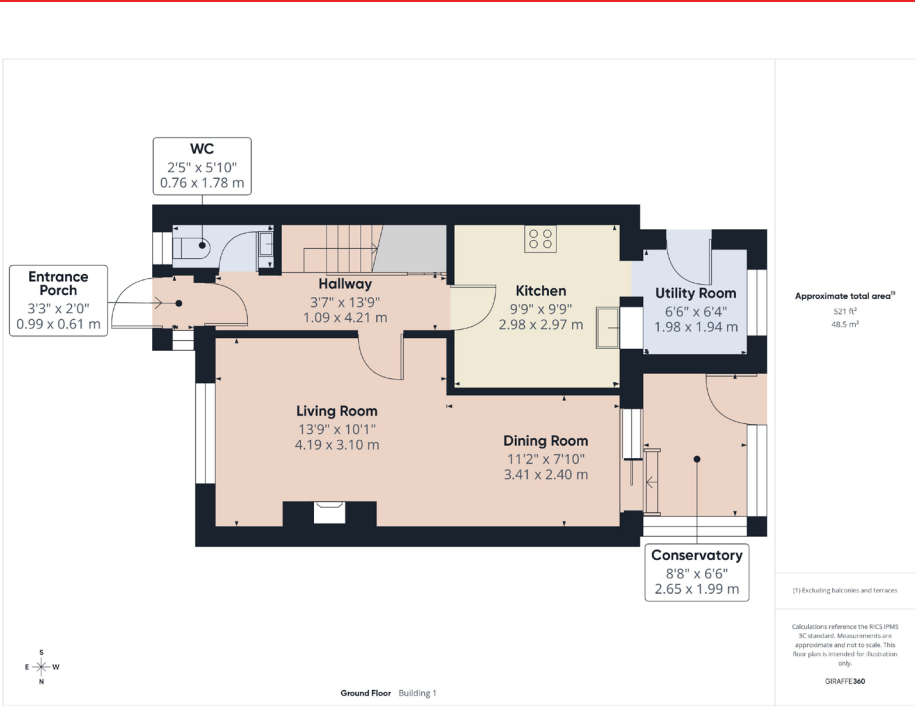 WC
2'5" x 5'10"
0.76 x 1.78 m
Entrance
Porch
3'3" x 2'0"
0.99 x 0.61 m
Hallway
3'7" x 13'9"
1.09 x 4.21 m
Kitchen
9'9" x 9'9"
2.98 x 2.97 m
Utility Room
6'6" x 6'4"
1.98 x 1.94 m
Living Room
13'9" x 10'1"
4.19 x 3.10 m
Dining Room
11'2" x 7'10"
3.41 x 2.40 m
Conservatory
8'8" x 6'6"
2.65 x 1.99 m
Approximate total area⁽¹⁾
521 ft²
48.5 m²
(1) Excluding balconies and terraces
Calculations reference the RICS IPMS
3C standard. Measurements are
approximate and not to scale. This
floor plan is intended for illustration
only.
GIRAFFE360
S
E W
N
Ground Floor Building 1